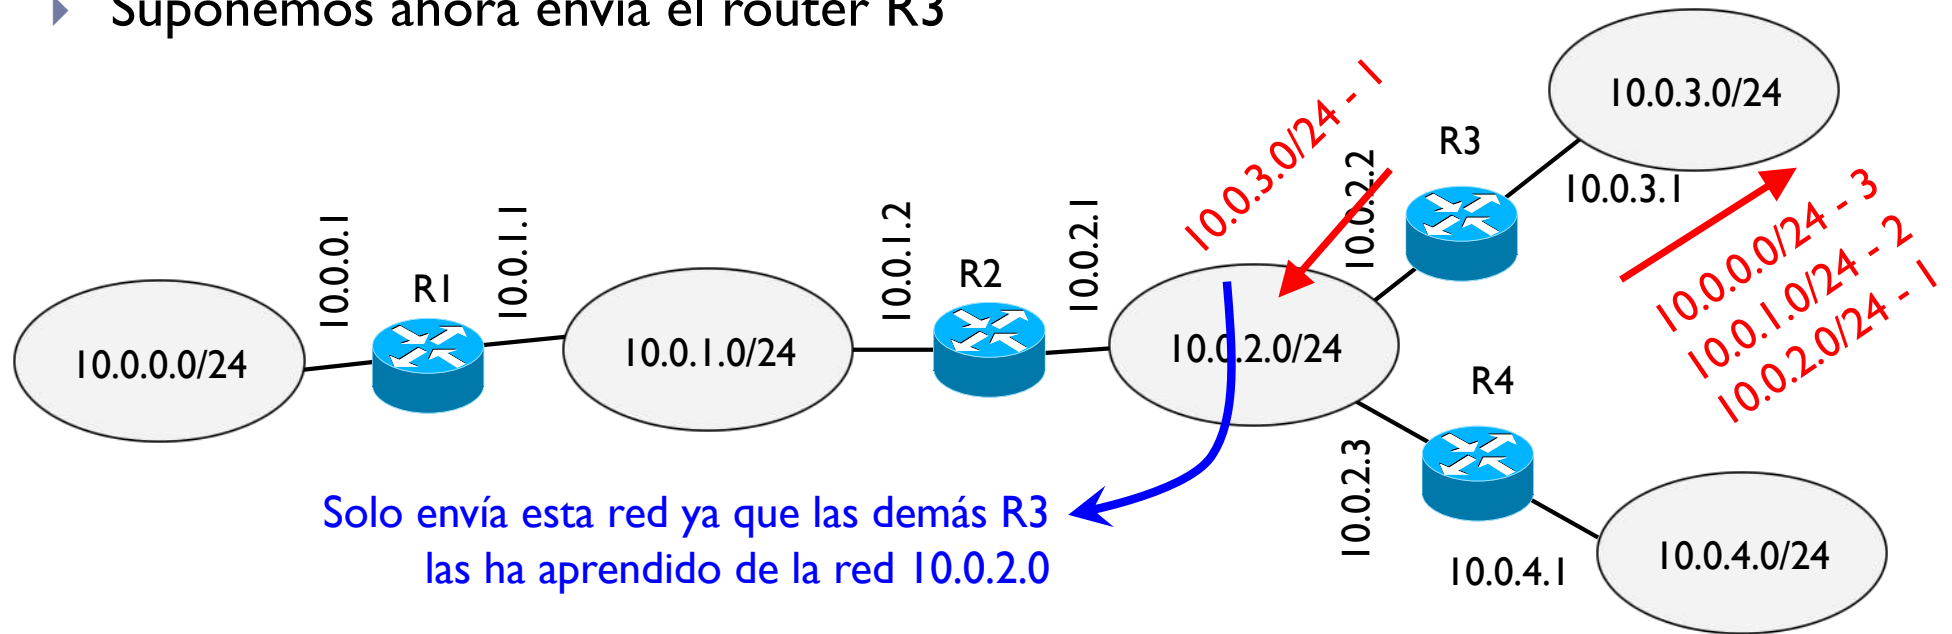 Suponemos ahora envía el router R3
10.0.3.0/24
10.0.3.0/24 - 1
R3
10.0.2.2
10.0.3.1
10.0.0.0/24 - 3
10.0.1.0/24 - 2
10.0.2.0/24 - 1
10.0.0.1
R1
10.0.1.1
10.0.1.2
R2
10.0.2.1
10.0.0.0/24
10.0.1.0/24
10.0.2.0/24
R4
10.0.2.3
10.0.4.1
10.0.4.0/24
Solo envía esta red ya que las demás R3
las ha aprendido de la red 10.0.2.0